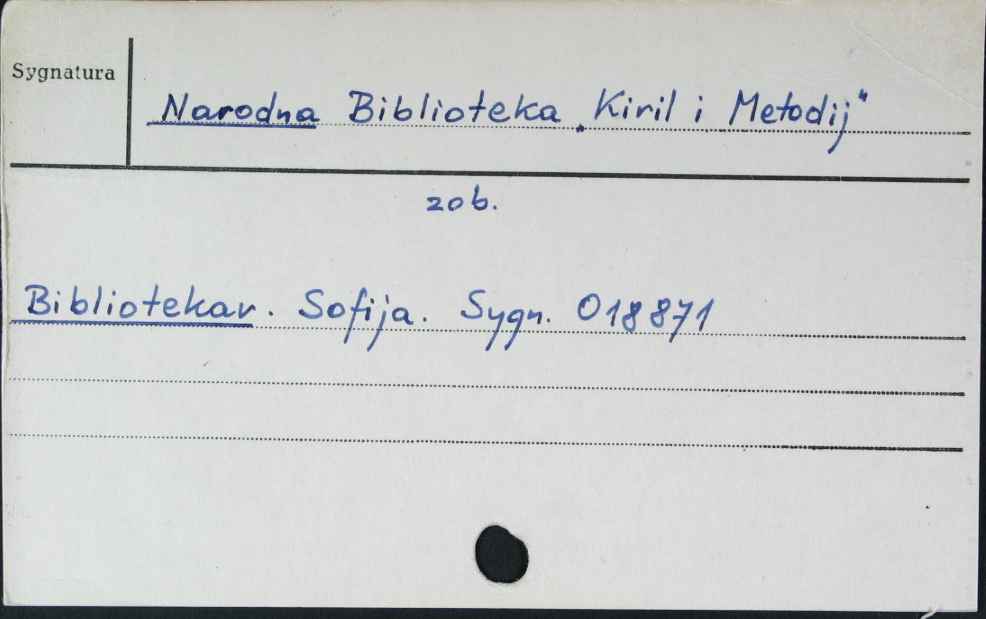 Sygnatura
Narodna Biblioteka „Kiril i Metodij"
zob.
Bibliotekar. Sofija. Sygn. 018871